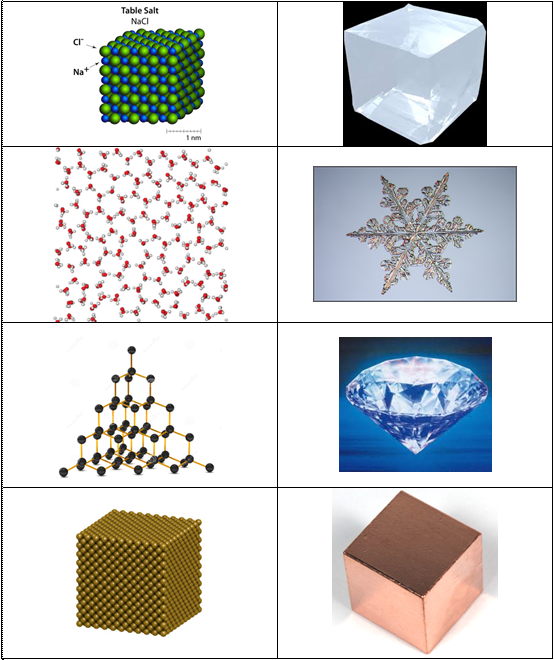 Table Salt
NaCl
Cl-
Na+
1 nm